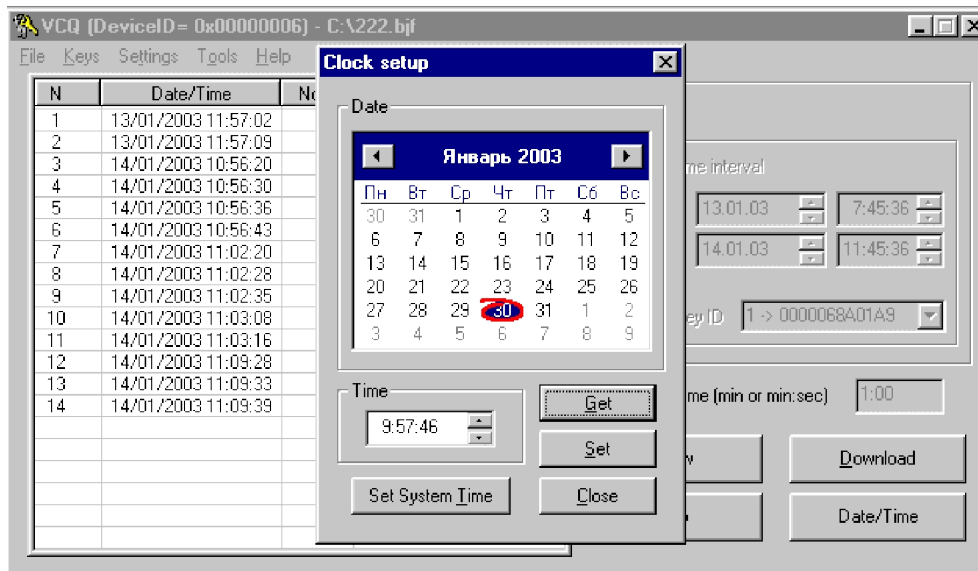 VCQ (DeviceID= 0x00000006) - C:\222.bjf
File Keys Settings Tools Help
N Date/Time
1 13/01/2003 11:57:02
2 13/01/2003 11:57:09
3 14/01/2003 10:56:20
4 14/01/2003 10:56:30
5 14/01/2003 10:56:36
6 14/01/2003 10:56:43
7 14/01/2003 11:02:20
8 14/01/2003 11:02:28
9 14/01/2003 11:02:35
10 14/01/2003 11:03:08
11 14/01/2003 11:03:16
12 14/01/2003 11:09:28
13 14/01/2003 11:09:33
14 14/01/2003 11:09:39
Clock setup
Date
Январь 2003
Пн Вт Ср Чт Пт Сб Вс
30 31 1 2 3 4 5
6 7 8 9 10 11 12
13 14 15 16 17 18 19
20 21 22 23 24 25 26
27 28 29 30 31 1 2
3 4 5 6 7 8 9
Time
9:57:46
Get
Set
Set System Time
Close
interval
13.01.03 7:45:36
14.01.03 11:45:36
ID 1 -> 0000068A01A9
(min or min:sec) 1:00
Download
Date/Time